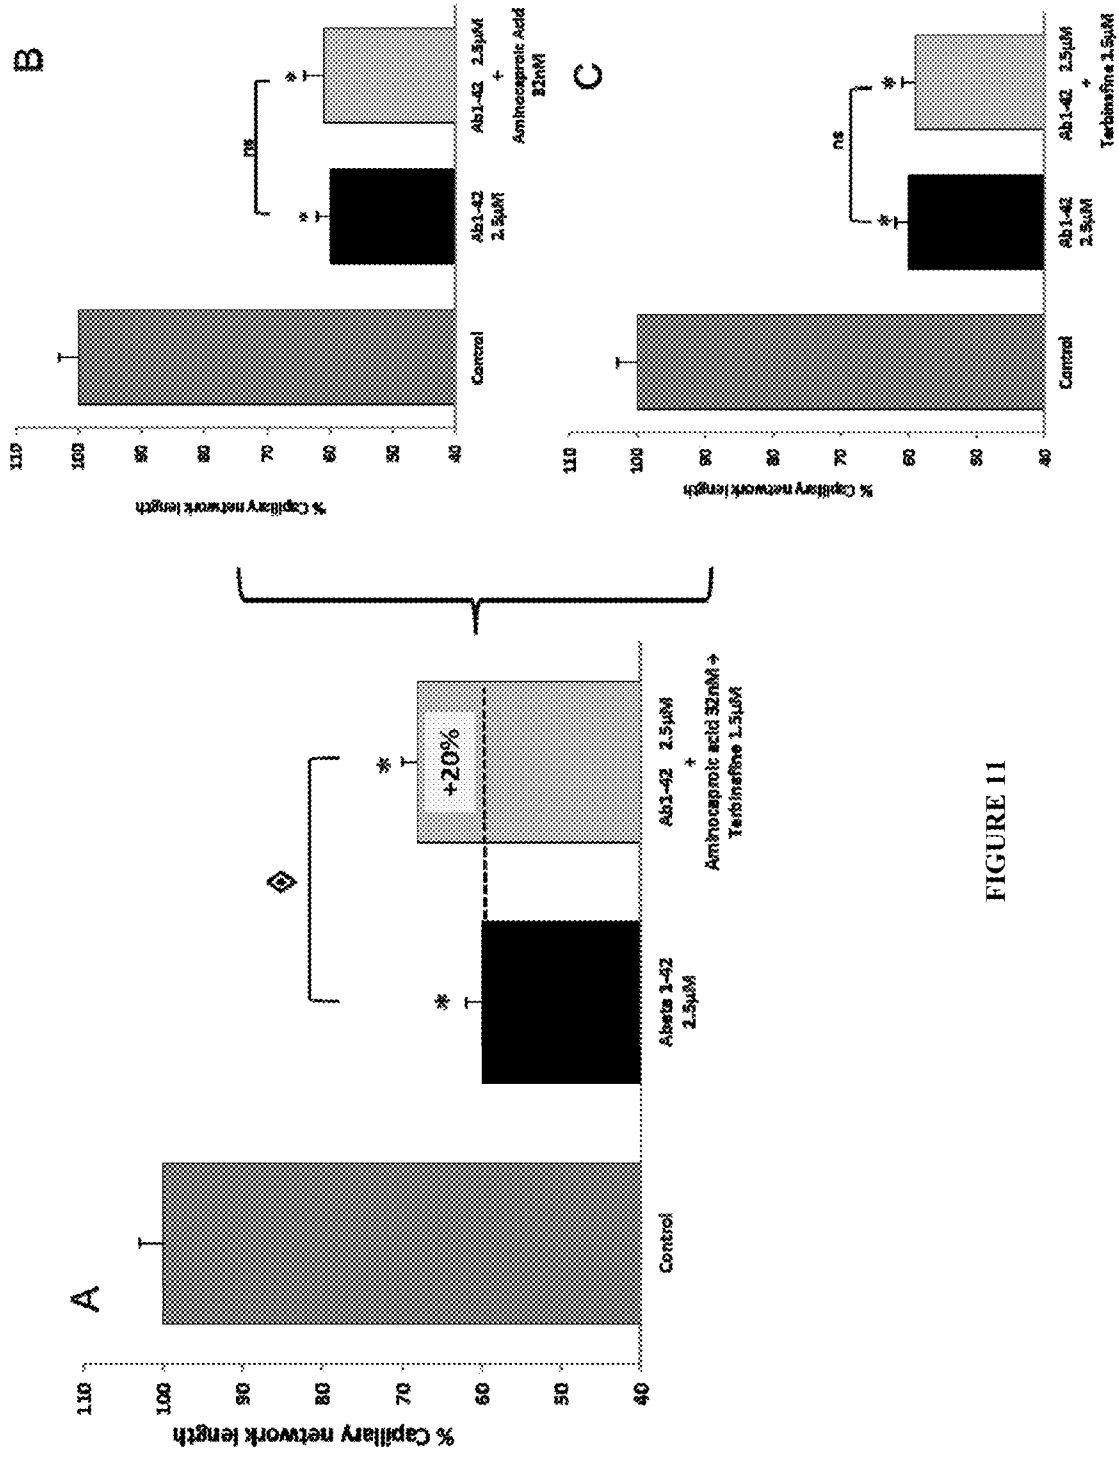 A
110
100
90
80
70
60
50
40
% Capillary network length
Control
Abeta 1-42
2.5µM
Ab1-42 2.5µM
+
Aminocaproic acid 32nM +
Terbinafine 1.5µM
*
*
+20%
B
110
100
90
80
70
60
50
40
% Capillary network length
Control
Ab1-42
2.5µM
Ab1-42 2.5µM
+
Aminocaproic Acid
32nM
ns
*
*
C
110
100
90
80
70
60
50
40
% Capillary network length
Control
Ab1-42
2.5µM
Ab1-42 2.5µM
+
Terbinafine 1.5µM
ns
*
*
FIGURE 11